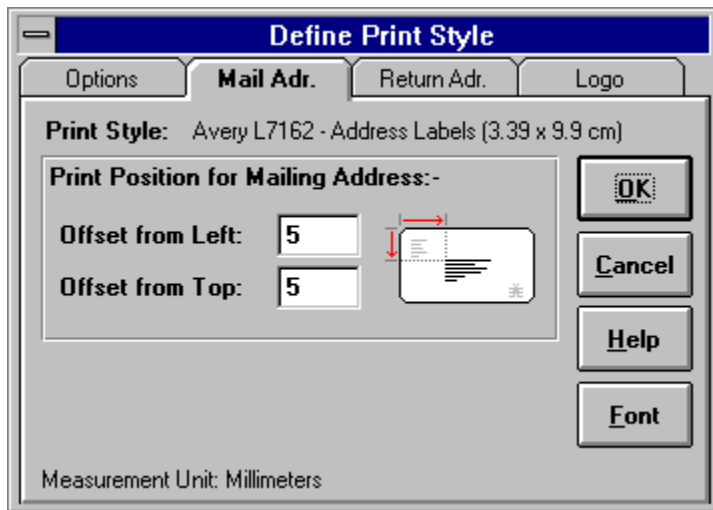 Define Print Style
Options Mail Adr. Return Adr. Logo
Print Style: Avery L7162 - Address Labels (3.39 x 9.9 cm)
Print Position for Mailing Address:-
OK
Offset from Left: 5
Cancel
Offset from Top: 5
Help
Font
Measurement Unit: Millimeters